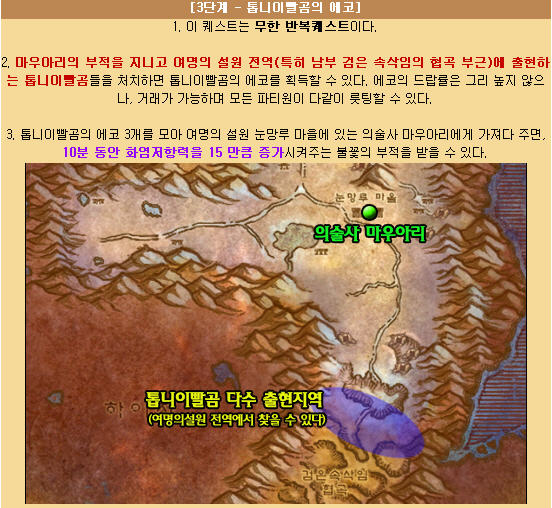 [3단계 - 톱니이빨곰의 에코]
1. 이 퀘스트는 무한 반복퀘스트이다.
2. 마우아리의 부적을 지니고 여명의 설원 전역(특히 남부 검은 속삭임의 협곡 부근)에 출현하
는 톱니이빨곰들을 처치하면 톱니이빨곰의 에코를 획득할 수 있다. 에코의 드랍률은 그리 높지 않으
나, 거래가 가능하며 모든 파티원이 다같이 룻팅할 수 있다.
3. 톱니이빨곰의 에코 3개를 모아 여명의 설원 눈망루 마을에 있는 의술사 마우아리에게 가져다 주면,
10분 동안 화염저항력을 15 만큼 증가시켜주는 불꽃의 부적을 받을 수 있다.
눈망루 마을
의술사 마우아리
톱니이빨곰 다수 출현지역
(여명의설원 전역에서 찾을 수 있다)
검은속삭임
협곡